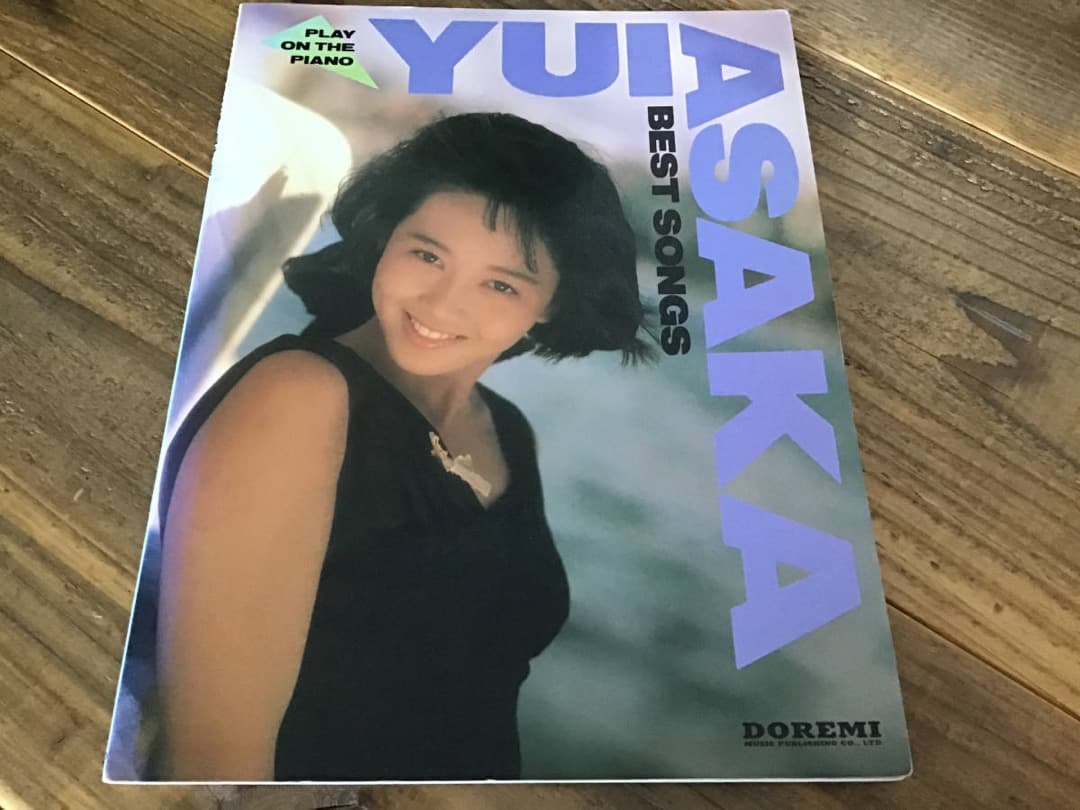 PLAY
ON THE
PIANO
YUI
ASAKA
BEST SONGS
DOREMI
MUSIC PUBLISHING CO., LTD